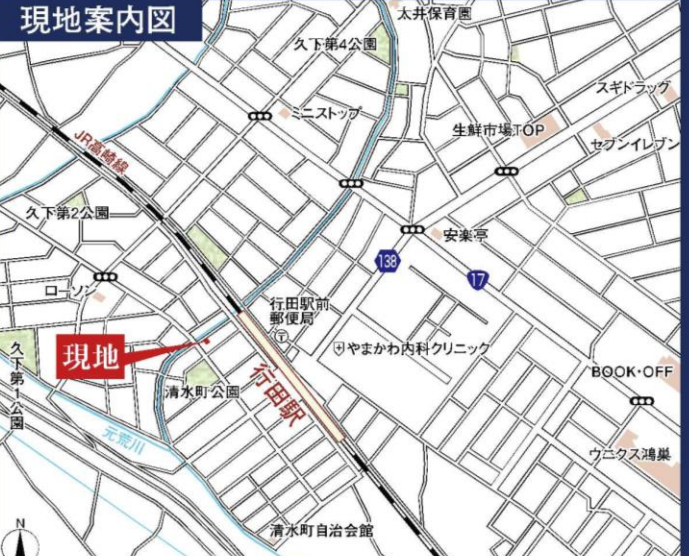 現地案内図
太井保育園
久下第4公園
スギドラッグ
ミニストップ
生鮮市場TOP
セブンイレブン
JR高崎線
久下第2公園
安楽亭
138
17
ローソン
行田駅前
郵便局
現地
やまかわ内科クリニック
久下第1公園
行田駅
BOOK・OFF
清水町公園
元荒川
ウニクス鴻巣
清水町自治会館
N